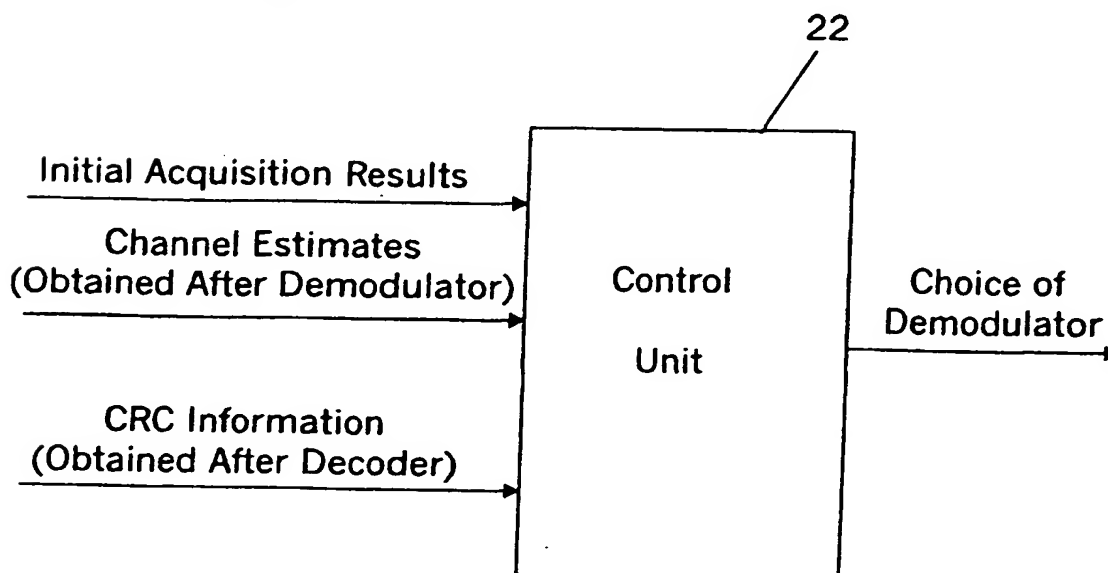 22
Initial Acquisition Results
Channel Estimates
(Obtained After Demodulator)
CRC Information
(Obtained After Decoder)
Control
Unit
Choice of
Demodulator